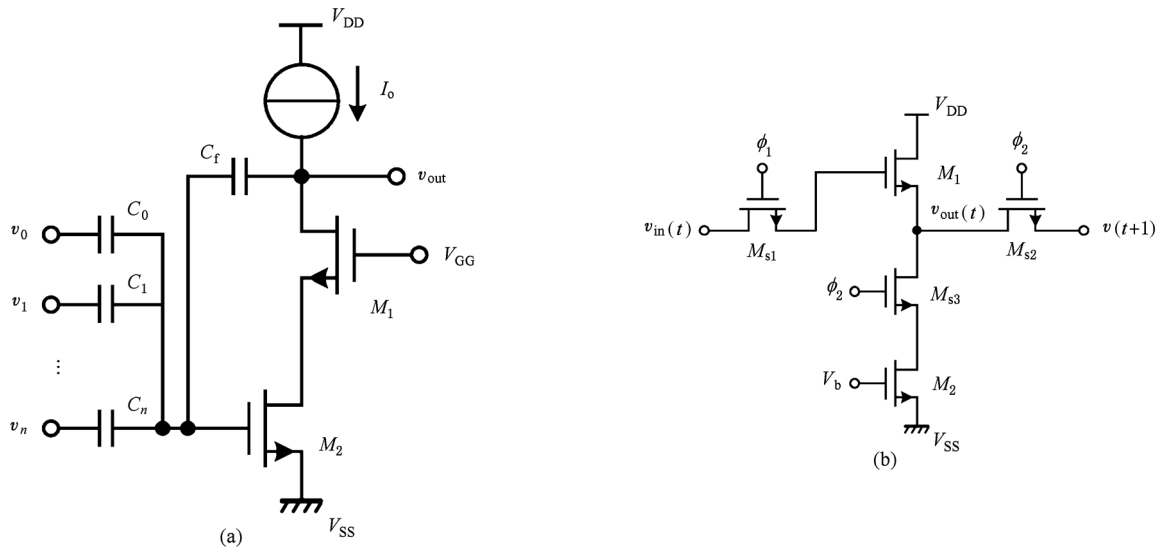 V_DD
I_o
C_f
v_out
C_0
v_0
V_GG
C_1
v_1
M_1
⋮
C_n
v_n
M_2
V_SS
(a)
V_DD
ϕ_1
ϕ_2
M_1
v_out(t)
v_in(t)
v(t+1)
M_s1
M_s2
ϕ_2
M_s3
V_b
M_2
V_SS
(b)